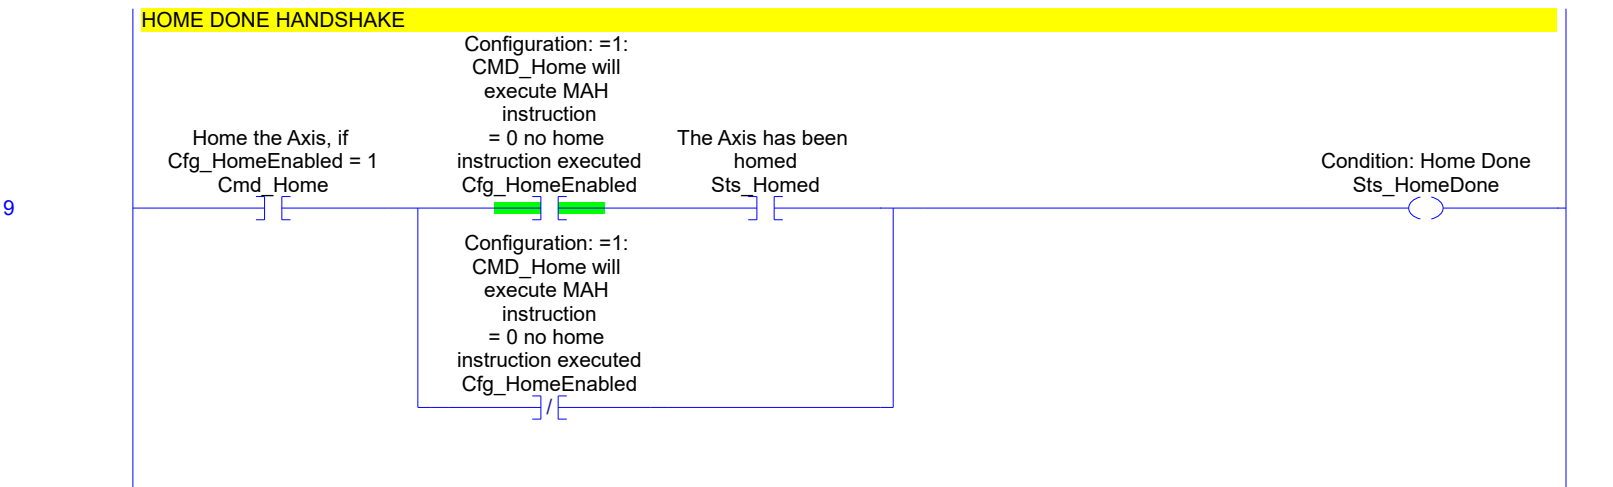 HOME DONE HANDSHAKE
Configuration: =1:
CMD_Home will
execute MAH
instruction
= 0 no home
instruction executed
Cfg_HomeEnabled
Home the Axis, if
Cfg_HomeEnabled = 1
Cmd_Home
The Axis has been
homed
Sts_Homed
Condition: Home Done
Sts_HomeDone
9
Configuration: =1:
CMD_Home will
execute MAH
instruction
= 0 no home
instruction executed
Cfg_HomeEnabled
/